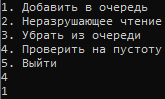 1. Добавить в очередь
2. Неразрушающее чтение
3. Убрать из очереди
4. Проверить на пустоту
5. Выйти
4
1